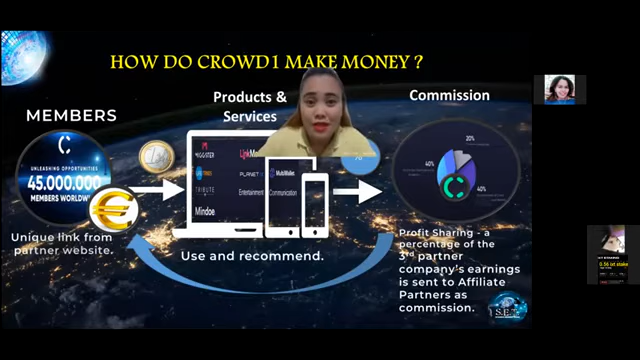 HOW DO CROWD1 MAKE MONEY ?
MEMBERS
UNLEASHING OPPORTUNITIES
45.000.000
MEMBERS WORLDW
Unique link from
partner website.
Products &
Services
MIGGSTER
PLANET
TRIBUTE
Entertainment
Communication
Mindoe
Use and recommend.
Commission
20%
40%
40%
Profit Sharing - a
percentage of the
3rd partner
company's earnings
is sent to Affiliate
Partners as
commission.